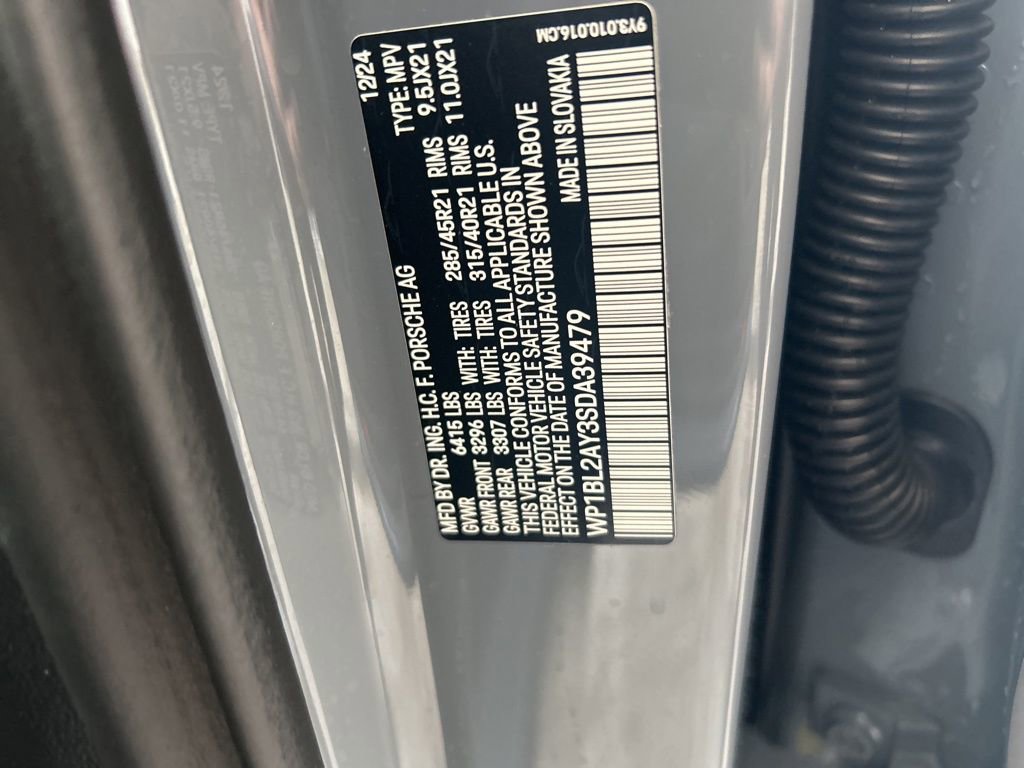 MFD BY DR. ING. H.C. F. PORSCHE AG 12/24
GVWR 6415 LBS TYPE: MPV
GAWR FRONT 3296 LBS WITH: TIRES 285/45R21 RIMS 9.5JX21
GAWR REAR 3307 LBS WITH: TIRES 315/40R21 RIMS 11.0JX21
THIS VEHICLE CONFORMS TO ALL APPLICABLE U.S.
FEDERAL MOTOR VEHICLE SAFETY STANDARDS IN
EFFECT ON THE DATE OF MANUFACTURE SHOWN ABOVE
WP1BL2AY3SDA39479 MADE IN SLOVAKIA
9Y3.010.016.CM